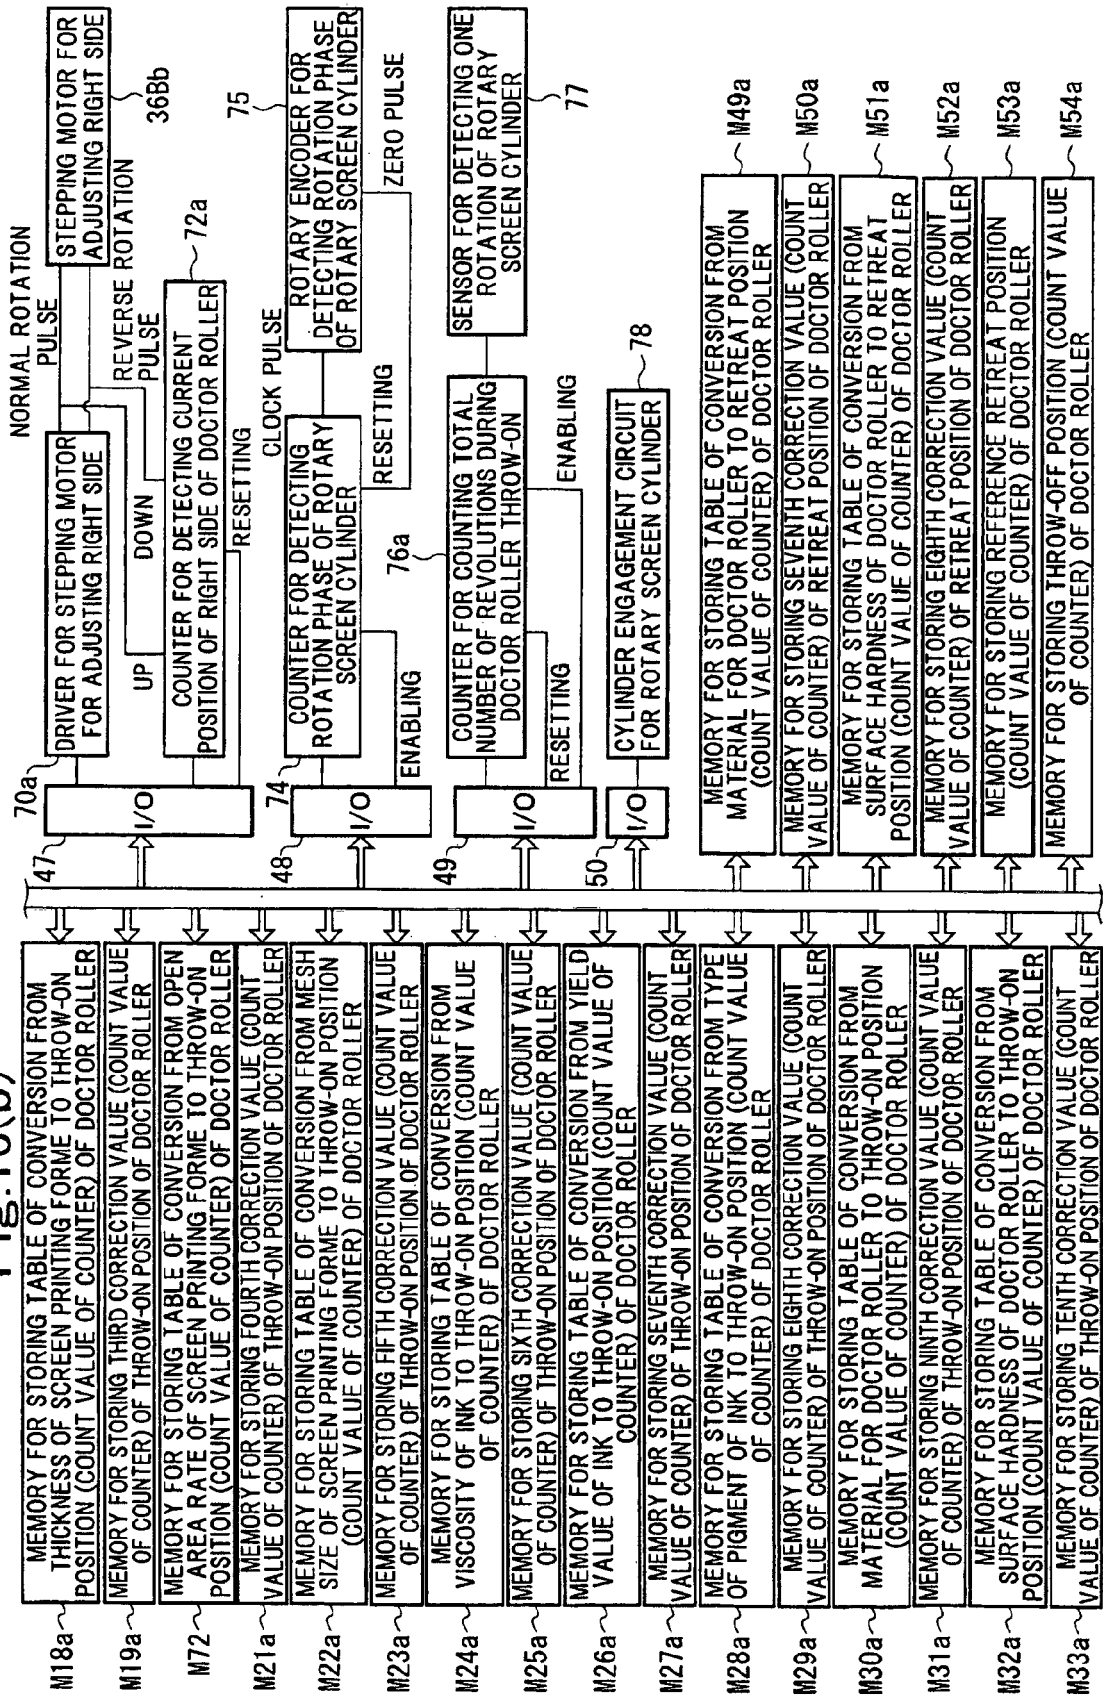 Fig.16(b)
M18a
MEMORY FOR STORING TABLE OF CONVERSION FROM
THICKNESS OF SCREEN PRINTING FORME TO THROW-ON
POSITION (COUNT VALUE OF COUNTER) OF DOCTOR ROLLER
M19a
MEMORY FOR STORING THIRD CORRECTION VALUE (COUNT VALUE
OF COUNTER) OF THROW-ON POSITION OF DOCTOR ROLLER
M72
MEMORY FOR STORING TABLE OF CONVERSION FROM OPEN
AREA RATE OF SCREEN PRINTING FORME TO THROW-ON
POSITION (COUNT VALUE OF COUNTER) OF DOCTOR ROLLER
M21a
MEMORY FOR STORING FOURTH CORRECTION VALUE (COUNT
VALUE OF COUNTER) OF THROW-ON POSITION OF DOCTOR ROLLER
M22a
MEMORY FOR STORING TABLE OF CONVERSION FROM MESH
SIZE OF SCREEN PRINTING FORME TO THROW-ON POSITION
(COUNT VALUE OF COUNTER) OF DOCTOR ROLLER
M23a
MEMORY FOR STORING FIFTH CORRECTION VALUE (COUNT VALUE
OF COUNTER) OF THROW-ON POSITION OF DOCTOR ROLLER
M24a
MEMORY FOR STORING TABLE OF CONVERSION FROM
VISCOSITY OF INK TO THROW-ON POSITION (COUNT VALUE
OF COUNTER) OF DOCTOR ROLLER
M25a
MEMORY FOR STORING SIXTH CORRECTION VALUE (COUNT VALUE
OF COUNTER) OF THROW-ON POSITION OF DOCTOR ROLLER
M26a
MEMORY FOR STORING TABLE OF CONVERSION FROM YIELD
VALUE OF INK TO THROW-ON POSITION (COUNT VALUE OF
COUNTER) OF DOCTOR ROLLER
M27a
MEMORY FOR STORING SEVENTH CORRECTION VALUE (COUNT
VALUE OF COUNTER) OF THROW-ON POSITION OF DOCTOR ROLLER
M28a
MEMORY FOR STORING TABLE OF CONVERSION FROM TYPE
OF PIGMENT OF INK TO THROW-ON POSITION (COUNT VALUE
OF COUNTER) OF DOCTOR ROLLER
M29a
MEMORY FOR STORING EIGHTH CORRECTION VALUE (COUNT
VALUE OF COUNTER) OF THROW-ON POSITION OF DOCTOR ROLLER
M30a
MEMORY FOR STORING TABLE OF CONVERSION FROM
MATERIAL FOR DOCTOR ROLLER TO THROW-ON POSITION
(COUNT VALUE OF COUNTER) OF DOCTOR ROLLER
M31a
MEMORY FOR STORING NINTH CORRECTION VALUE (COUNT VALUE
OF COUNTER) OF THROW-ON POSITION OF DOCTOR ROLLER
M32a
MEMORY FOR STORING TABLE OF CONVERSION FROM
SURFACE HARDNESS OF DOCTOR ROLLER TO THROW-ON
POSITION (COUNT VALUE OF COUNTER) OF DOCTOR ROLLER
M33a
MEMORY FOR STORING TENTH CORRECTION VALUE (COUNT
VALUE OF COUNTER) OF THROW-ON POSITION OF DOCTOR ROLLER
47
I/O
70a
DRIVER FOR STEPPING MOTOR
FOR ADJUSTING RIGHT SIDE
NORMAL ROTATION
PULSE
STEPPING MOTOR FOR
ADJUSTING RIGHT SIDE
36Bb
REVERSE ROTATION
PULSE
UP
DOWN
72a
COUNTER FOR DETECTING CURRENT
POSITION OF RIGHT SIDE OF DOCTOR ROLLER
RESETTING
48
I/O
74
COUNTER FOR DETECTING
ROTATION PHASE OF ROTARY
SCREEN CYLINDER
CLOCK PULSE
75
ROTARY ENCODER FOR
DETECTING ROTATION PHASE
OF ROTARY SCREEN CYLINDER
ZERO PULSE
RESETTING
ENABLING
49
I/O
76a
COUNTER FOR COUNTING TOTAL
NUMBER OF REVOLUTIONS DURING
DOCTOR ROLLER THROW-ON
SENSOR FOR DETECTING ONE
ROTATION OF ROTARY
SCREEN CYLINDER
77
RESETTING
ENABLING
50
I/O
CYLINDER ENGAGEMENT CIRCUIT
FOR ROTARY SCREEN CYLINDER
78
MEMORY FOR STORING TABLE OF CONVERSION FROM
MATERIAL FOR DOCTOR ROLLER TO RETREAT POSITION
(COUNT VALUE OF COUNTER) OF DOCTOR ROLLER
M49a
MEMORY FOR STORING SEVENTH CORRECTION VALUE (COUNT
VALUE OF COUNTER) OF RETREAT POSITION OF DOCTOR ROLLER
M50a
MEMORY FOR STORING TABLE OF CONVERSION FROM
SURFACE HARDNESS OF DOCTOR ROLLER TO RETREAT
POSITION (COUNT VALUE OF COUNTER) OF DOCTOR ROLLER
M51a
MEMORY FOR STORING EIGHTH CORRECTION VALUE (COUNT
VALUE OF COUNTER) OF RETREAT POSITION OF DOCTOR ROLLER
M52a
MEMORY FOR STORING REFERENCE RETREAT POSITION
(COUNT VALUE OF COUNTER) OF DOCTOR ROLLER
M53a
MEMORY FOR STORING THROW-OFF POSITION (COUNT VALUE
OF COUNTER) OF DOCTOR ROLLER
M54a